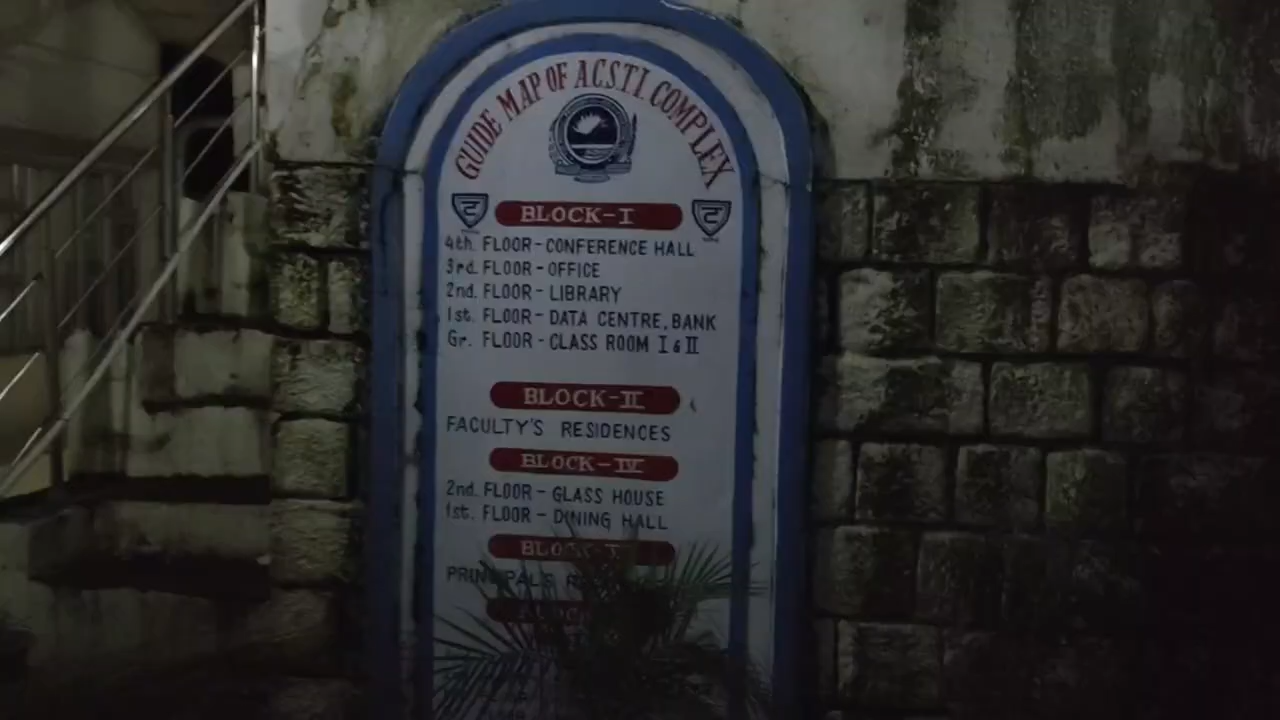 GUIDE MAP OF A.C.S.T.I. COMPLEX
BLOCK-I
4th. FLOOR - CONFERENCE HALL
3rd. FLOOR - OFFICE
2nd. FLOOR - LIBRARY
1st. FLOOR - DATA CENTRE, BANK
Gr. FLOOR - CLASS ROOM I & II
BLOCK-II
FACULTY'S RESIDENCES
BLOCK-IV
2nd. FLOOR - GLASS HOUSE
1st. FLOOR - DINING HALL
BLOCK-
PRINCIPAL'S
BLOCK